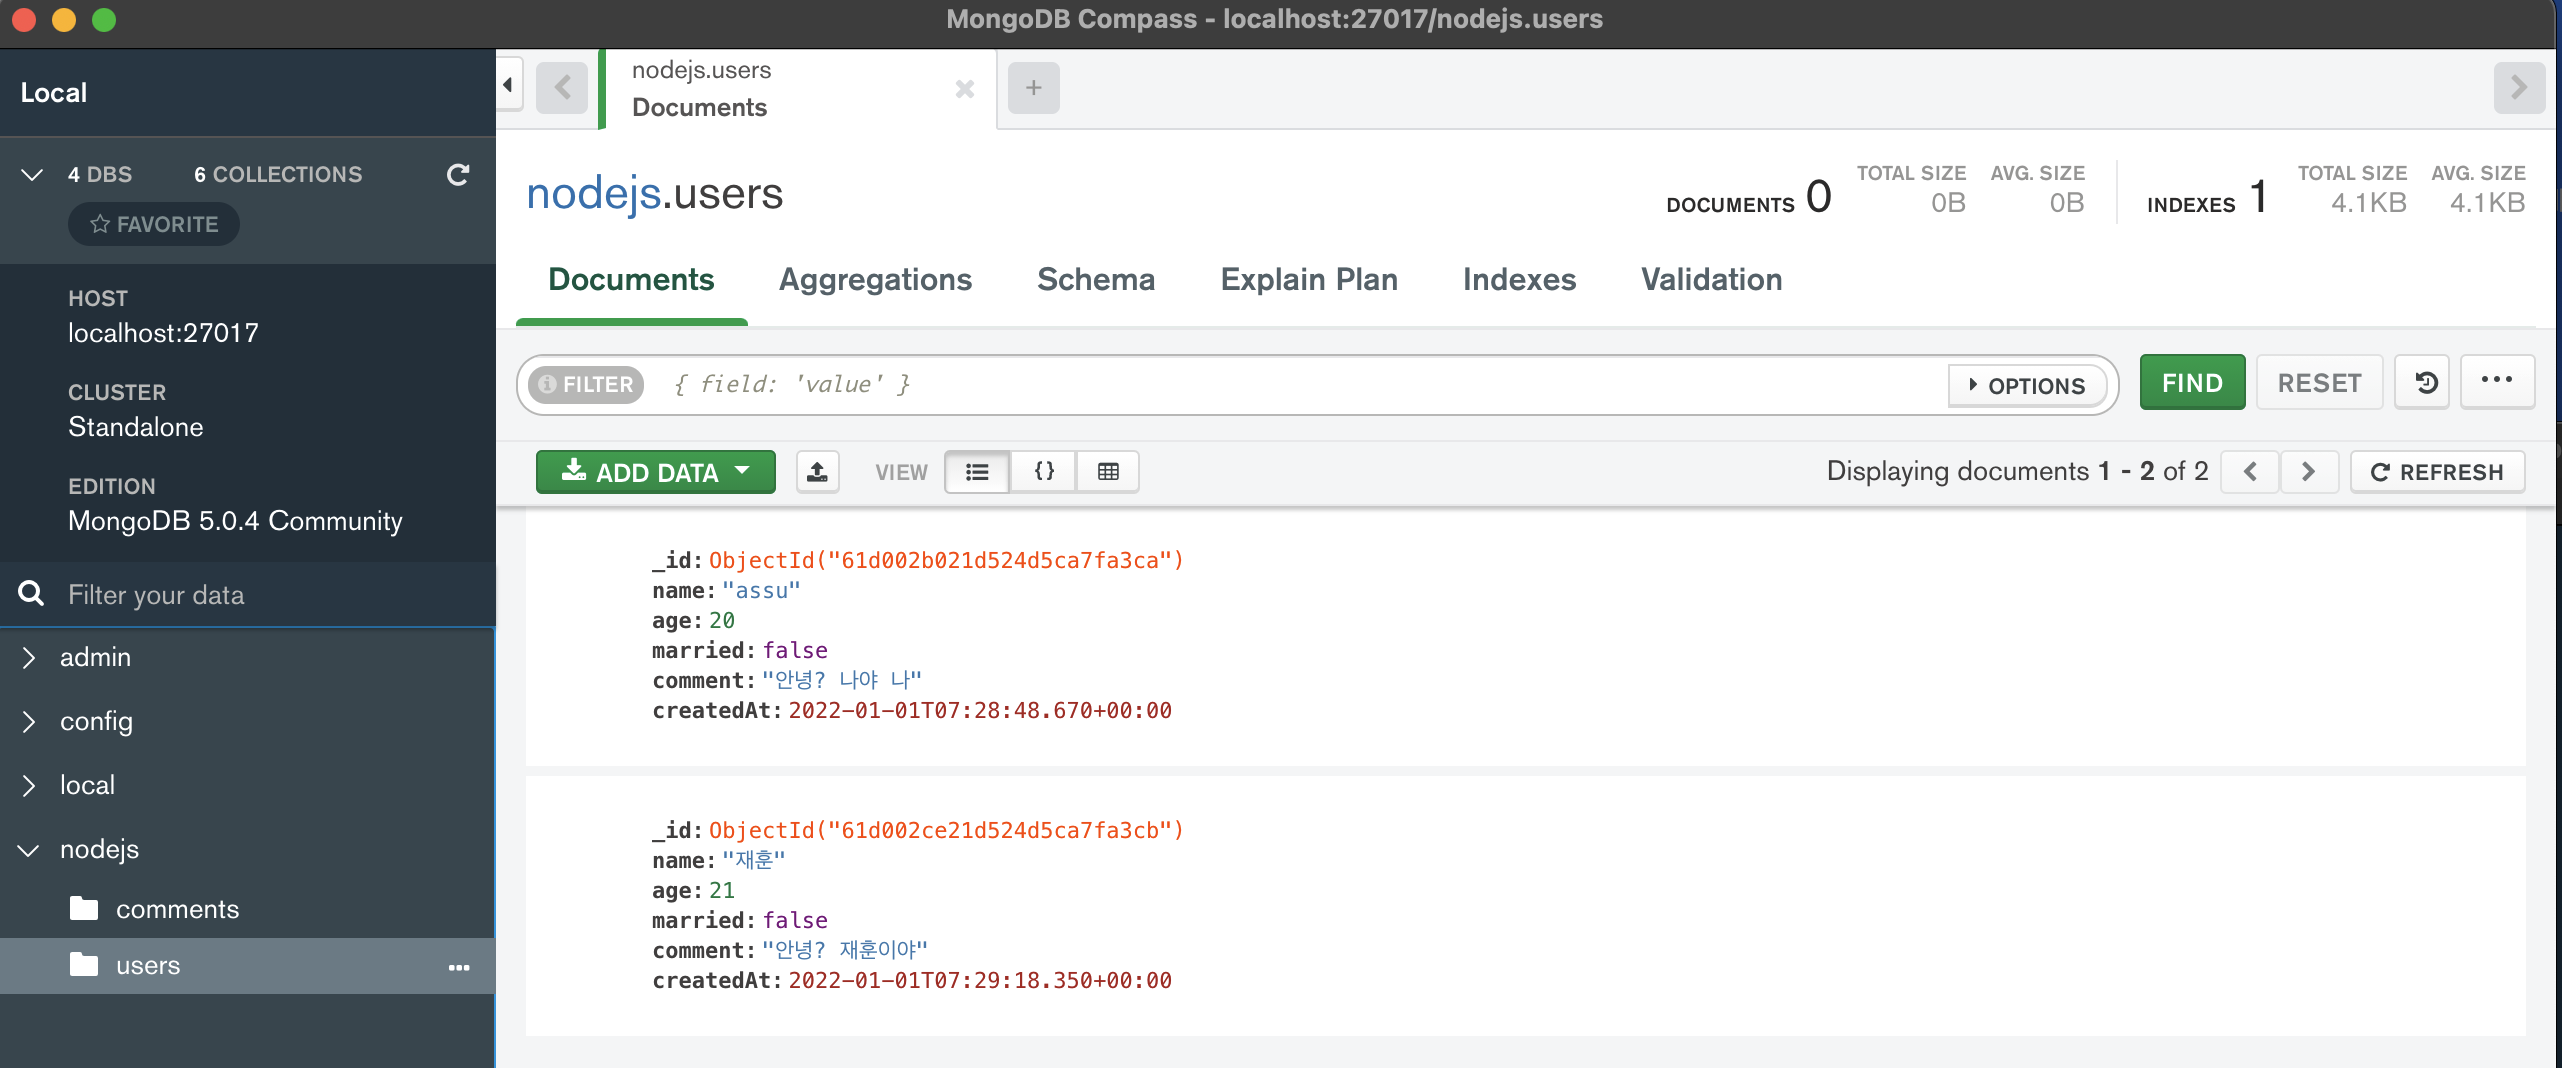 MongoDB Compass - localhost:27017/nodejs.users
Local
4 DBS 6 COLLECTIONS
FAVORITE
HOST
localhost:27017
CLUSTER
Standalone
EDITION
MongoDB 5.0.4 Community
Filter your data
admin
config
local
nodejs
comments
users
nodejs.users
Documents
nodejs.users
DOCUMENTS 0 TOTAL SIZE 0B AVG. SIZE 0B INDEXES 1 TOTAL SIZE 4.1KB AVG. SIZE 4.1KB
Documents Aggregations Schema Explain Plan Indexes Validation
FILTER { field: 'value' } OPTIONS FIND RESET
ADD DATA VIEW {} Displaying documents 1 - 2 of 2 REFRESH
_id: ObjectId("61d002b021d524d5ca7fa3ca")
name: "assu"
age: 20
married: false
comment: "안녕? 나야 나"
createdAt: 2022-01-01T07:28:48.670+00:00
_id: ObjectId("61d002ce21d524d5ca7fa3cb")
name: "재훈"
age: 21
married: false
comment: "안녕? 재훈이야"
createdAt: 2022-01-01T07:29:18.350+00:00